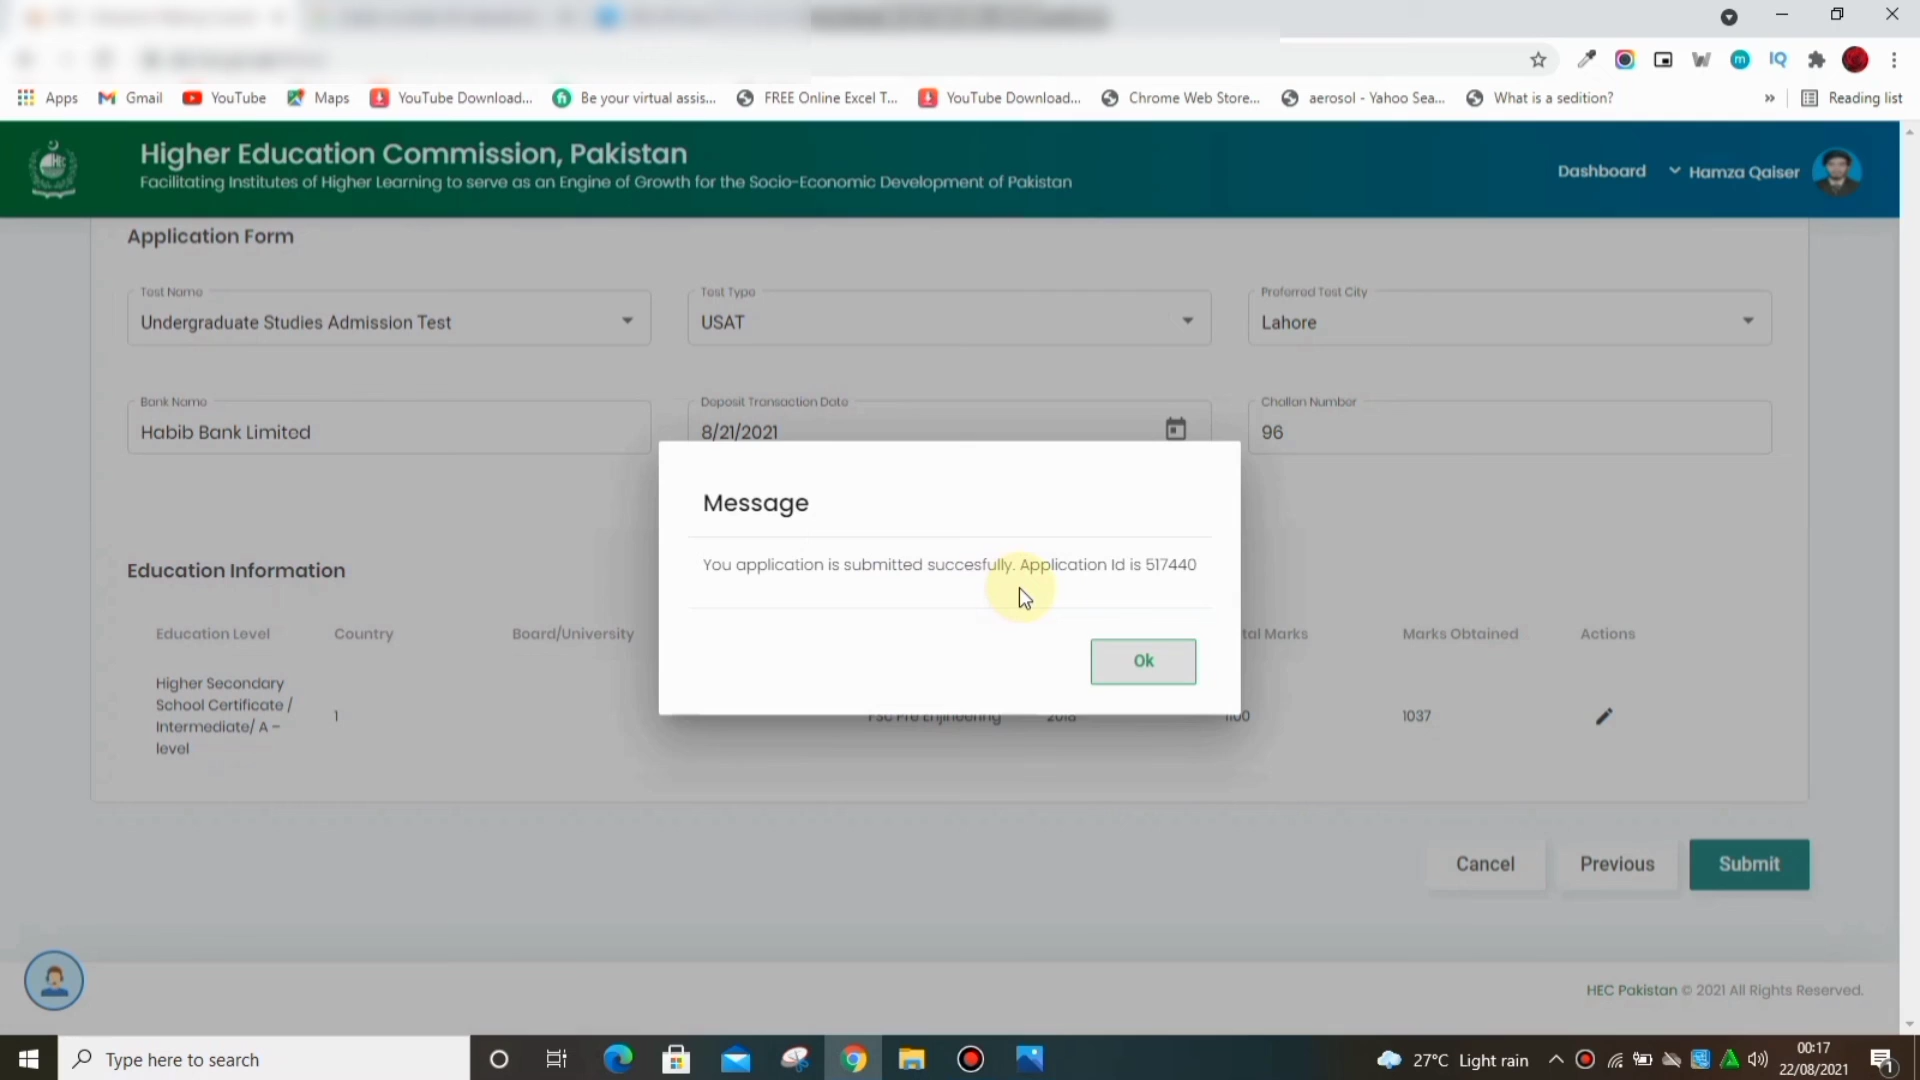 Apps
Gmail
YouTube
Maps
YouTube Download...
Be your virtual assis...
FREE Online Excel T...
YouTube Download...
Chrome Web Store...
aerosol - Yahoo Sea...
What is a sedition?
»
Reading list
Higher Education Commission, Pakistan
Facilitating Institutes of Higher Learning to serve as an Engine of Growth for the Socio-Economic Development of Pakistan
Dashboard
Hamza Qaiser
Application Form
Test Name
Undergraduate Studies Admission Test
Test Type
USAT
Preferred Test City
Lahore
Bank Name
Habib Bank Limited
Deposit Transaction Date
8/21/2021
Challan Number
96
Message
You application is submitted succesfully. Application Id is 517440
Ok
Education Information
Education Level
Country
Board/University
tal Marks
Marks Obtained
Actions
Higher Secondary
School Certificate /
Intermediate/ A -
level
1
1100
1037
Cancel
Previous
Submit
HEC Pakistan © 2021 All Rights Reserved.
Type here to search
27°C Light rain
00:17
22/08/2021
1